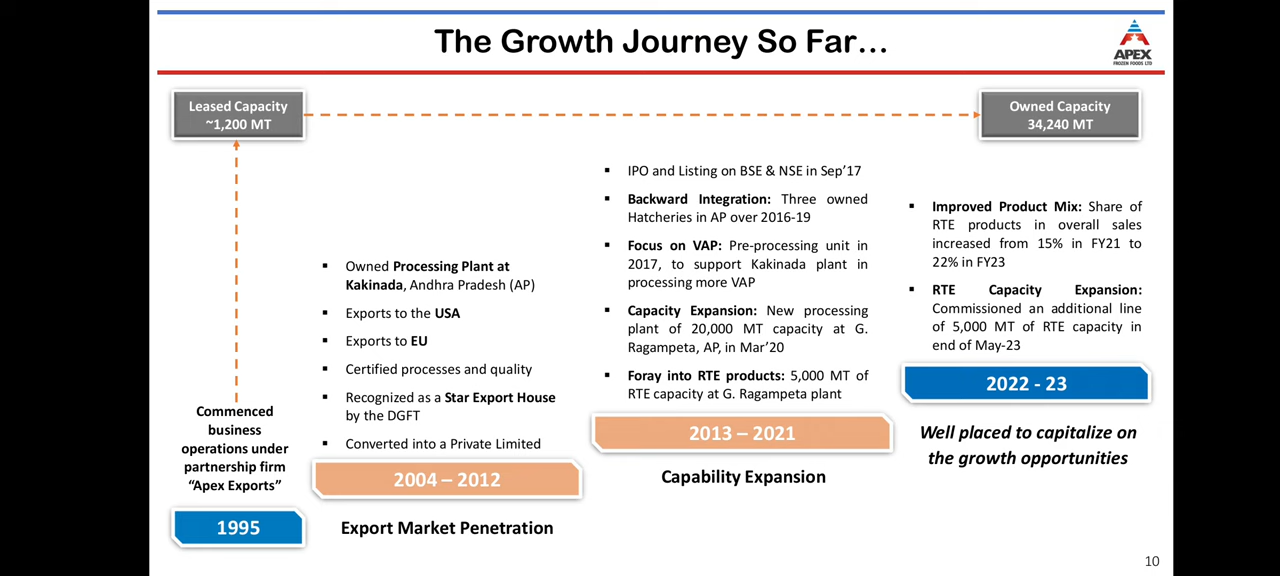 The Growth Journey So Far...
APEX
FROZEN FOODS LTD
Leased Capacity
~1,200 MT
Owned Capacity
34,240 MT
Commenced
business
operations under
partnership firm
“Apex Exports”
1995
▪ Owned Processing Plant at
Kakinada, Andhra Pradesh (AP)
▪ Exports to the USA
▪ Exports to EU
▪ Certified processes and quality
▪ Recognized as a Star Export House
by the DGFT
▪ Converted into a Private Limited
2004 – 2012
Export Market Penetration
▪ IPO and Listing on BSE & NSE in Sep’17
▪ Backward Integration: Three owned
Hatcheries in AP over 2016-19
▪ Focus on VAP: Pre-processing unit in
2017, to support Kakinada plant in
processing more VAP
▪ Capacity Expansion: New processing
plant of 20,000 MT capacity at G.
Ragampeta, AP, in Mar’20
▪ Foray into RTE products: 5,000 MT of
RTE capacity at G. Ragampeta plant
2013 – 2021
Capability Expansion
▪ Improved Product Mix: Share of
RTE products in overall sales
increased from 15% in FY21 to
22% in FY23
▪ RTE Capacity Expansion:
Commissioned an additional line
of 5,000 MT of RTE capacity in
end of May-23
2022 - 23
Well placed to capitalize on
the growth opportunities
10